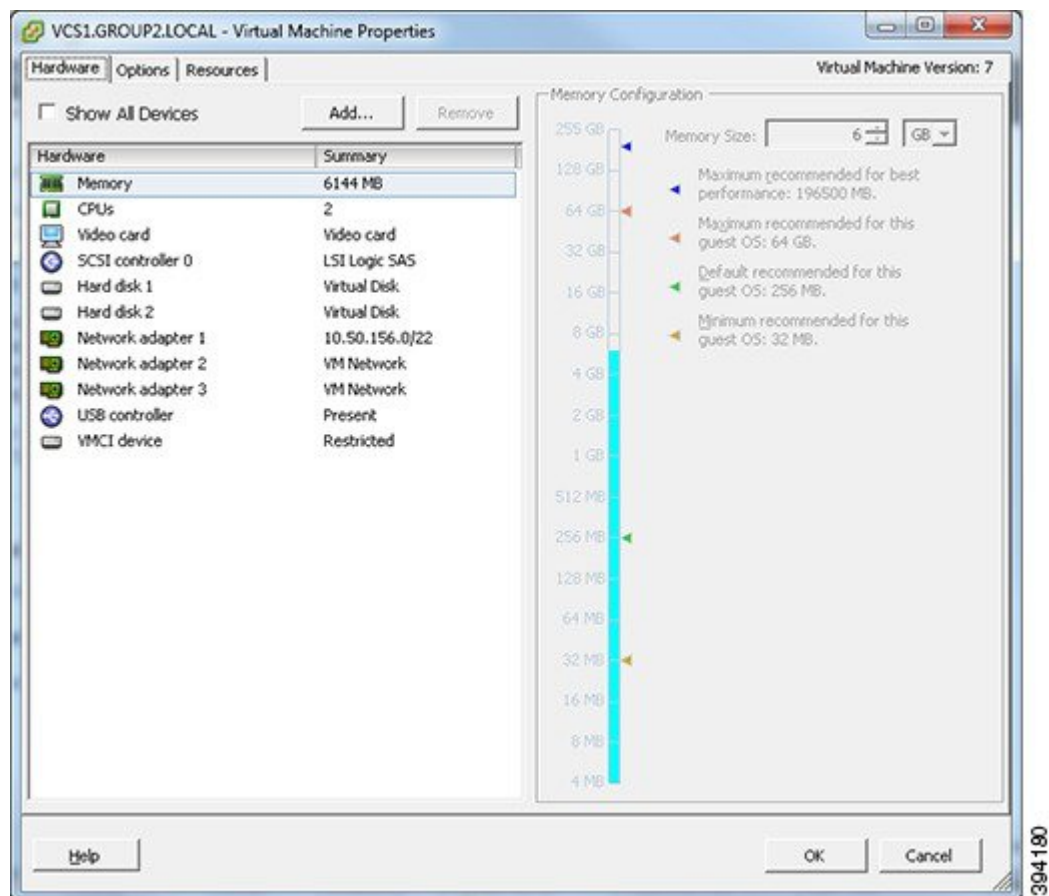 VCS1.GROUP2.LOCAL - Virtual Machine Properties
Hardware Options Resources
Virtual Machine Version: 7
Show All Devices
Add...
Remove
Hardware Summary
Memory 6144 MB
CPUs 2
Video card Video card
SCSI controller 0 LSI Logic SAS
Hard disk 1 Virtual Disk
Hard disk 2 Virtual Disk
Network adapter 1 10.50.156.0/22
Network adapter 2 VM Network
Network adapter 3 VM Network
USB controller Present
VMCI device Restricted
Memory Configuration
255 GB
128 GB
64 GB
32 GB
16 GB
8 GB
4 GB
2 GB
1 GB
512 MB
256 MB
128 MB
64 MB
32 MB
16 MB
8 MB
4 MB
Memory Size: 6 GB
Maximum recommended for best
performance: 196500 MB.
Maximum recommended for this
guest OS: 64 GB.
Default recommended for this
guest OS: 256 MB.
Minimum recommended for this
guest OS: 32 MB.
Help
OK
Cancel
394180